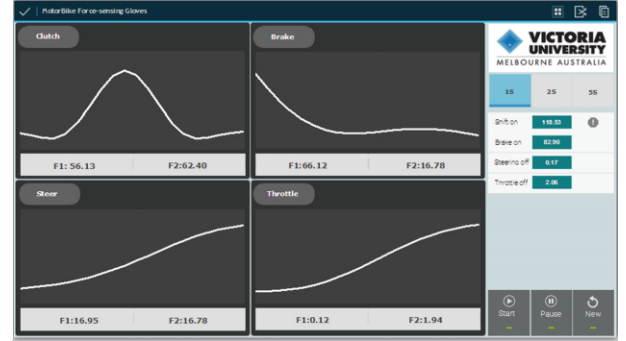 MotorBike Force-sensing Gloves
Clutch
F1: 56.13 F2:62.40
Brake
F1:66.12 F2:16.78
Steer
F1:16.95 F2:16.78
Throttle
F1:0.12 F2:1.94
VICTORIA
UNIVERSITY
MELBOURNE AUSTRALIA
1S 2S 3S
Shift on 118.53
Brake on 82.90
Steering off 0.17
Throttle off 2.06
Start Pause New